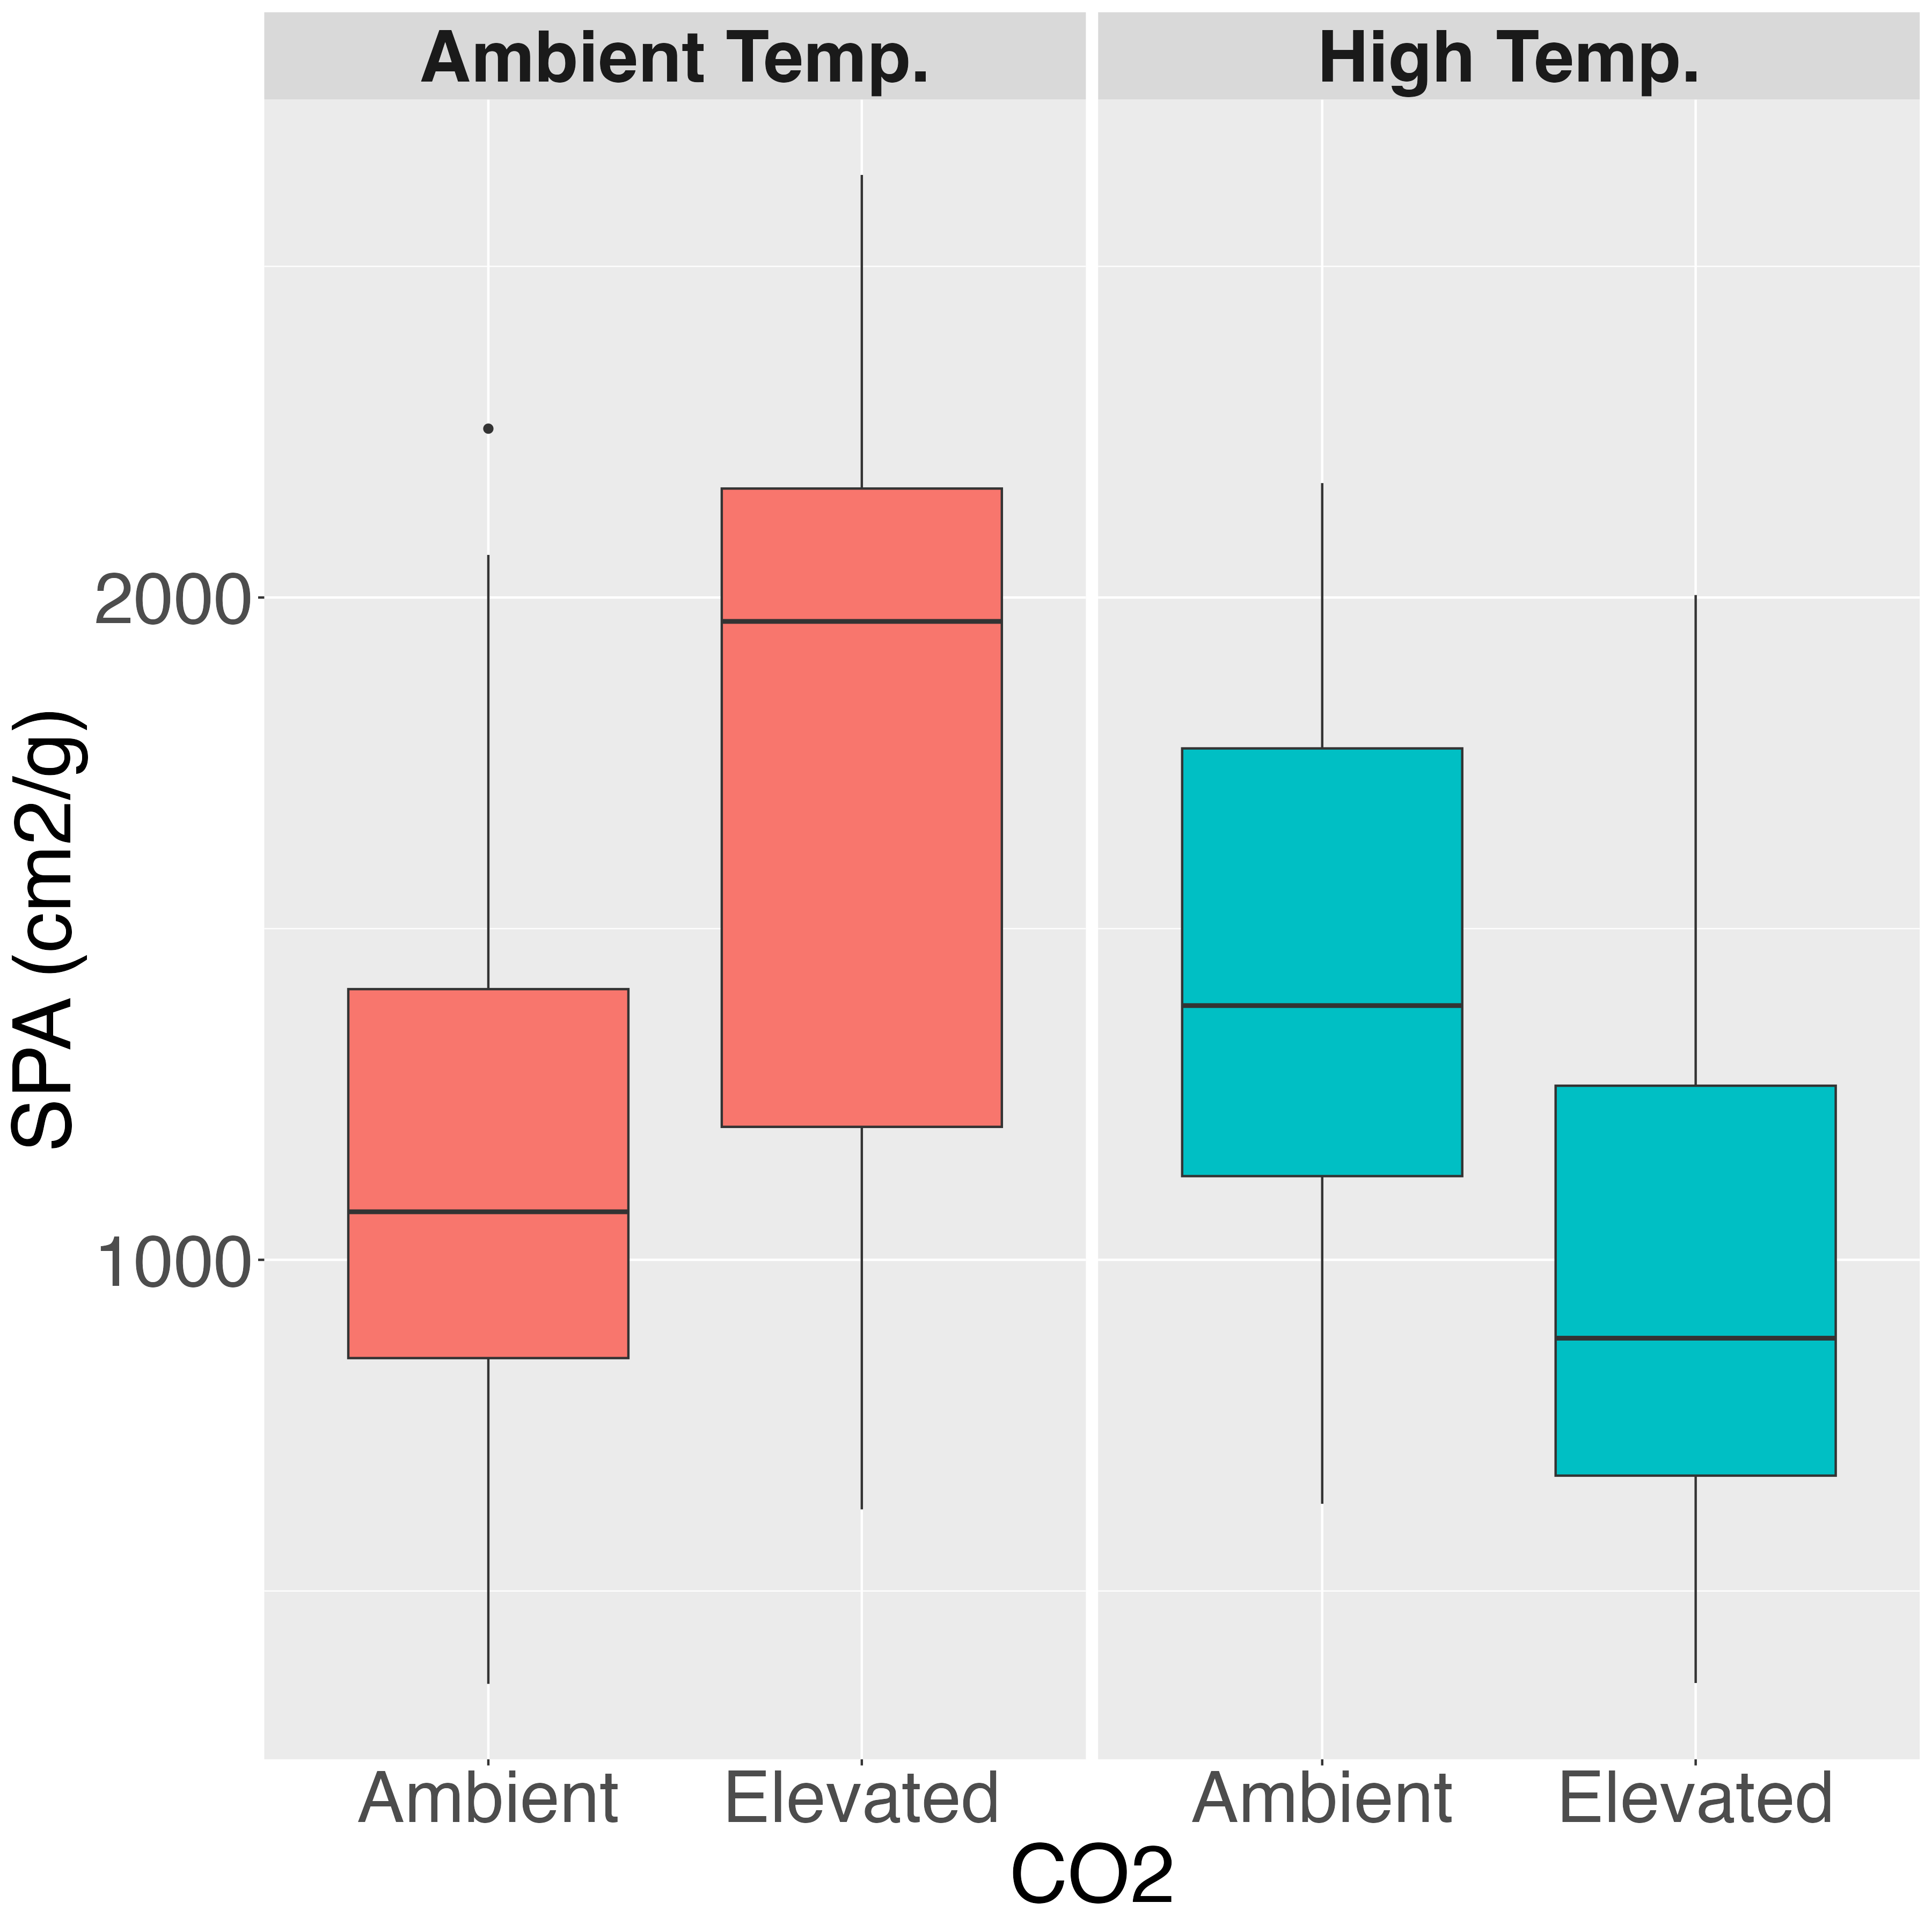 Ambient Temp.
High Temp.
SPA (cm2/g)
2000
1000
Ambient
Elevated
Ambient
Elevated
CO2